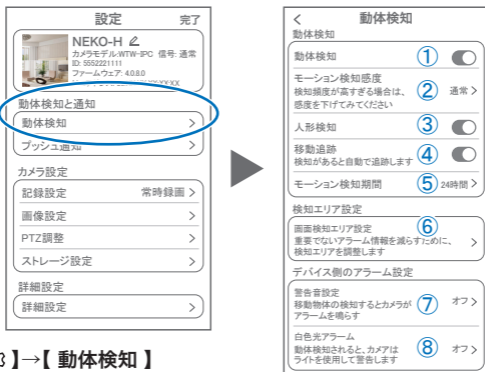 設定
完了
NEKO-H
カメラモデル:WTW-IPC 信号: 通常
ID: 5552221111
ファームウェア: 4.0.8.0
動体検知と通知
動体検知
プッシュ通知
カメラ設定
記録設定 常時録画
画像設定
PTZ調整
ストレージ設定
詳細設定
詳細設定
】→【 動体検知 】
動体検知
動体検知
動体検知 ①
モーション検知感度
検知頻度が高すぎる場合は、 ② 通常
感度を下げてみてください
人形検知 ③
移動追跡
検知があると自動で追跡します ④
モーション検知期間 ⑤ 24時間
検知エリア設定
画面検知エリア設定 ⑥
重要でないアラーム情報を減らすために、
検知エリアを調整します
デバイス側のアラーム設定
警告音設定
移動物体の検知するとカメラが ⑦ オフ
アラームを鳴らす
白色光アラーム
動体検知されると、カメアは ⑧ オフ
ライトを使用して警告します